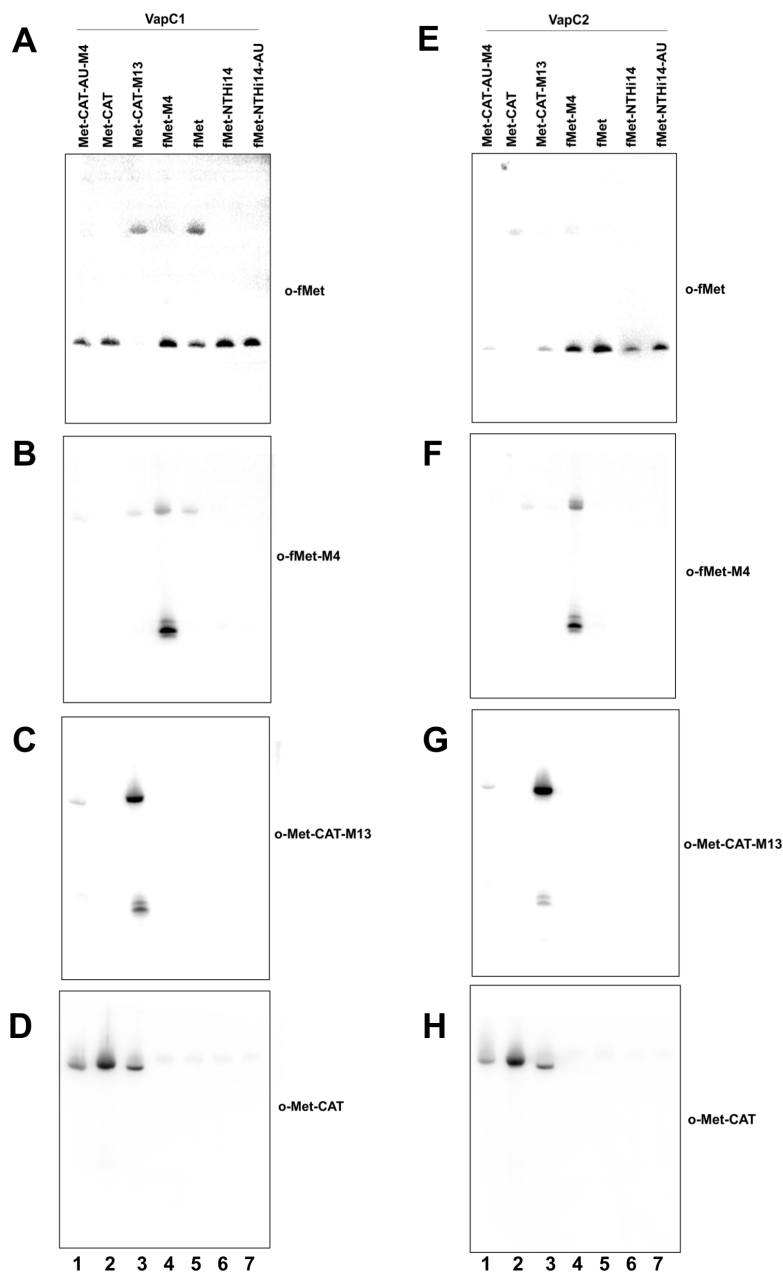 VapC1
A
Met-CAT-AU-M4
Met-CAT
Met-CAT-M13
fMet-M4
fMet
fMet-NTHi14
fMet-NTHi14-AU
o-fMet
B
o-fMet-M4
C
o-Met-CAT-M13
D
o-Met-CAT
1 2 3 4 5 6 7
VapC2
E
Met-CAT-AU-M4
Met-CAT
Met-CAT-M13
fMet-M4
fMet
fMet-NTHi14
fMet-NTHi14-AU
o-fMet
F
o-fMet-M4
G
o-Met-CAT-M13
H
o-Met-CAT
1 2 3 4 5 6 7